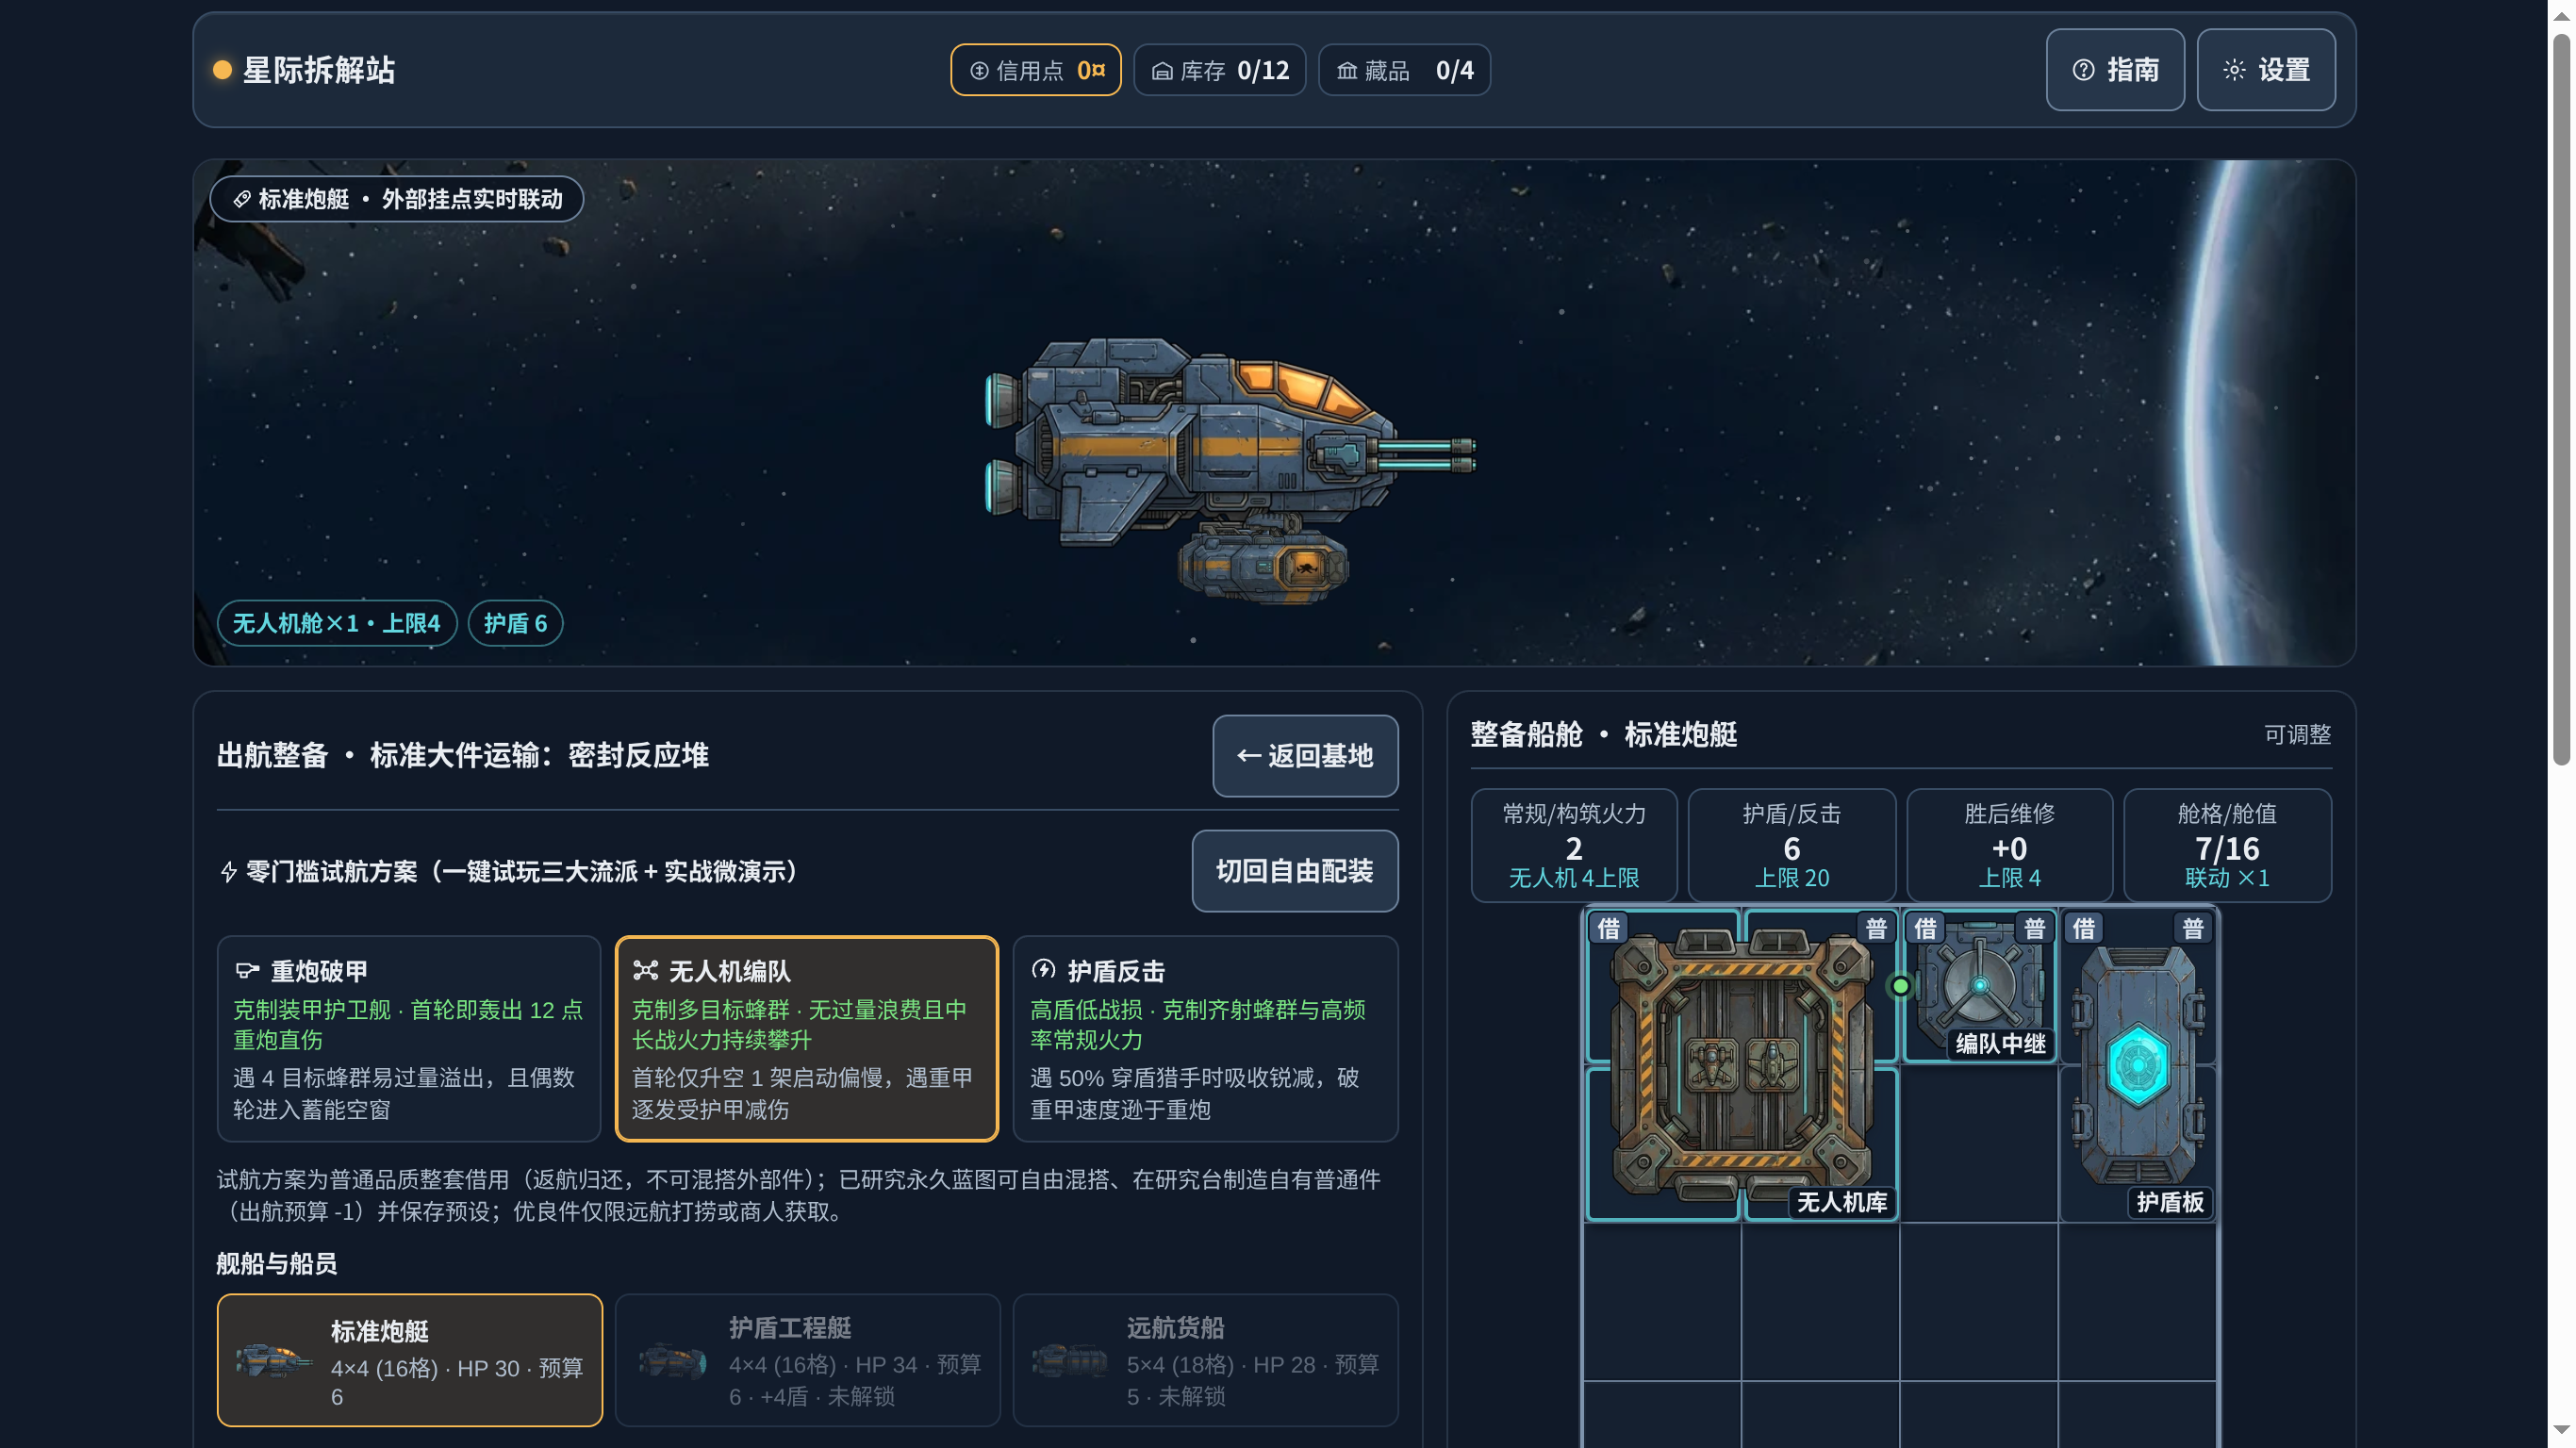 星际拆解站
信用点 0¤
库存 0/12
藏品 0/4
指南
设置
标准炮艇 · 外部挂点实时联动
无人机舱×1·上限4
护盾 6
出航整备 · 标准大件运输：密封反应堆
← 返回基地
零门槛试航方案（一键试玩三大流派 + 实战微演示）
切回自由配装
重炮破甲
克制装甲护卫舰 · 首轮即轰出 12 点
重炮直伤
遇 4 目标蜂群易过量溢出，且偶数
轮进入蓄能空窗
无人机编队
克制多目标蜂群 · 无过量浪费且中
长战火力持续攀升
首轮仅升空 1 架启动偏慢，遇重甲
逐发受护甲减伤
护盾反击
高盾低战损 · 克制齐射蜂群与高频
率常规火力
遇 50% 穿盾猎手时吸收锐减，破
重甲速度逊于重炮
试航方案为普通品质整套借用（返航归还，不可混搭外部件）；已研究永久蓝图可自由混搭、在研究台制造自有普通件
（出航预算 -1）并保存预设；优良件仅限远航打捞或商人获取。
舰船与船员
标准炮艇
4×4 (16格) · HP 30 · 预算
6
护盾工程艇
4×4 (16格) · HP 34 · 预算
6 · +4盾 · 未解锁
远航货船
5×4 (18格) · HP 28 · 预算
5 · 未解锁
整备船舱 · 标准炮艇
可调整
常规/构筑火力
2
无人机 4上限
护盾/反击
6
上限 20
胜后维修
+0
上限 4
舱格/舱值
7/16
联动 ×1
借
普
借
普
借
普
编队中继
无人机库
护盾板